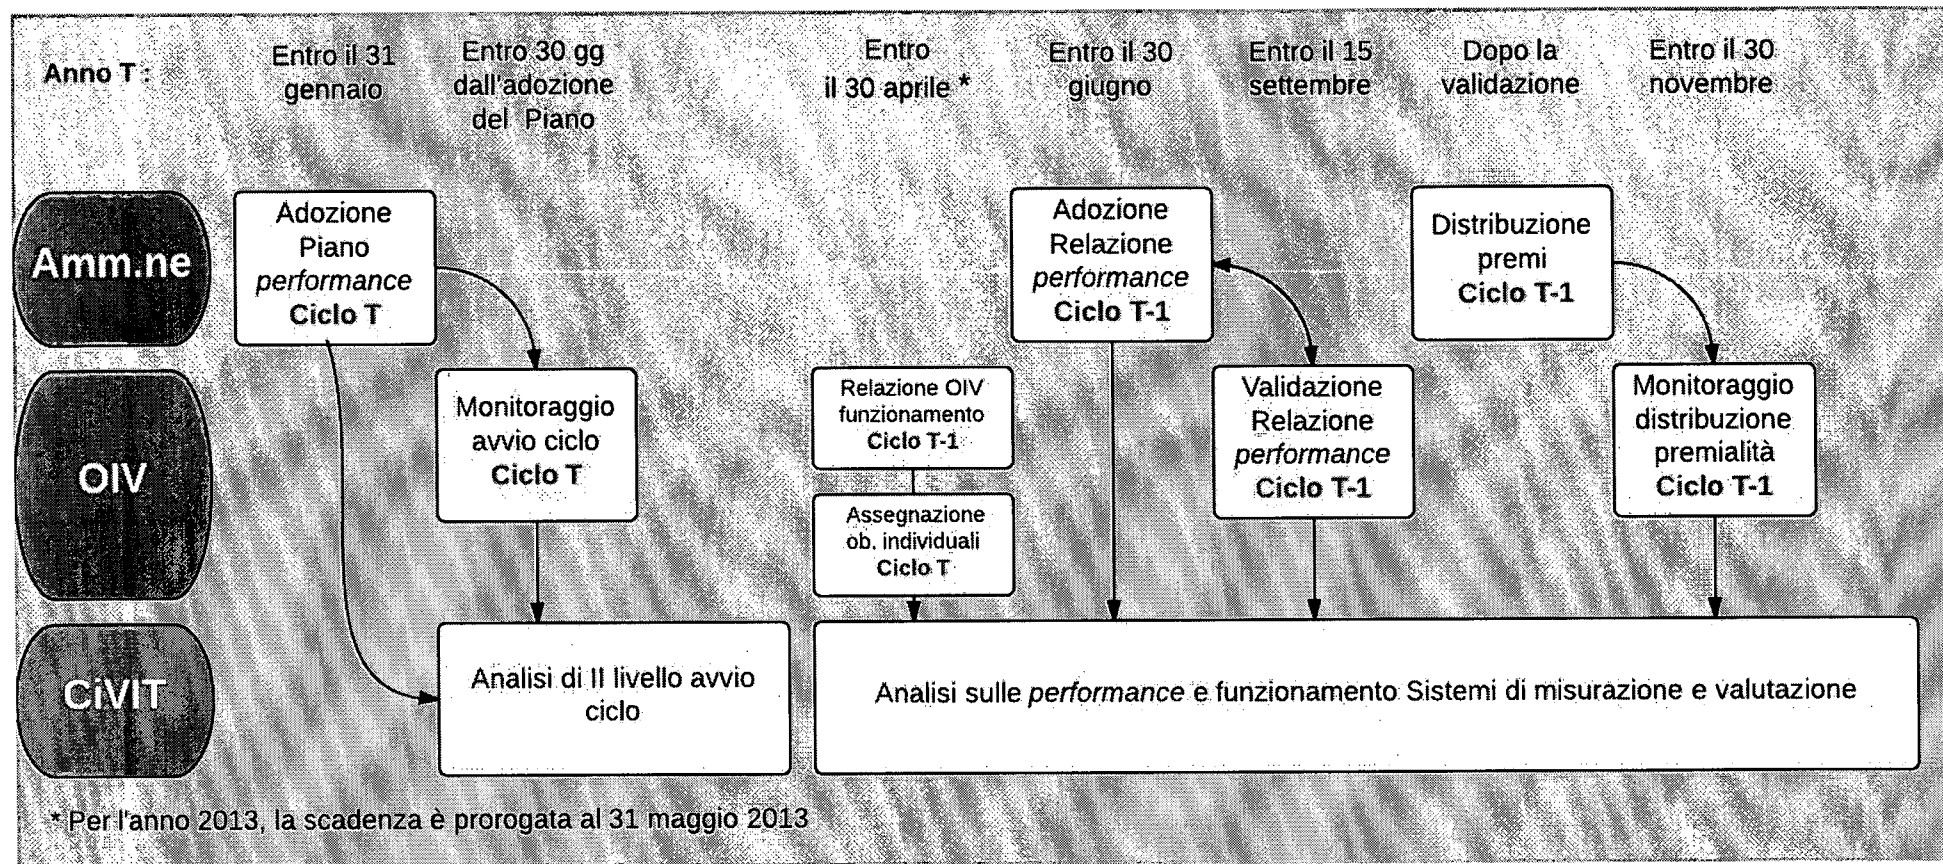 Anno T :
Entro il 31
gennaio
Entro 30 gg
dall'adozione
del Piano
Entro
il 30 aprile *
Entro il 30
giugno
Entro il 15
settembre
Dopo la
validazione
Entro il 30
novembre
Amm.ne
Adozione
Piano
performance
Ciclo T
Adozione
Relazione
performance
Ciclo T-1
Distribuzione
premi
Ciclo T-1
OIV
Monitoraggio
avvio ciclo
Ciclo T
Relazione OIV
funzionamento
Ciclo T-1
Assegnazione
ob. individuali
Ciclo T
Validazione
Relazione
performance
Ciclo T-1
Monitoraggio
distribuzione
premialità
Ciclo T-1
CiVIT
Analisi di II livello avvio
ciclo
Analisi sulle performance e funzionamento Sistemi di misurazione e valutazione
* Per l'anno 2013, la scadenza è prorogata al 31 maggio 2013